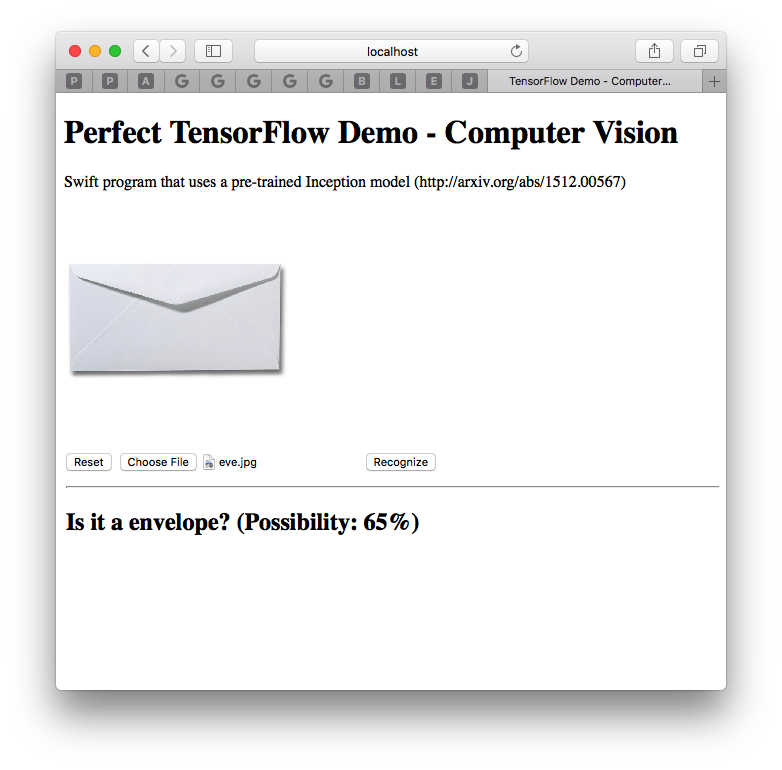 localhost
P P A G G G G G B L E J TensorFlow Demo - Computer...
Perfect TensorFlow Demo - Computer Vision
Swift program that uses a pre-trained Inception model (http://arxiv.org/abs/1512.00567)
Reset Choose File eve.jpg Recognize
Is it a envelope? (Possibility: 65%)